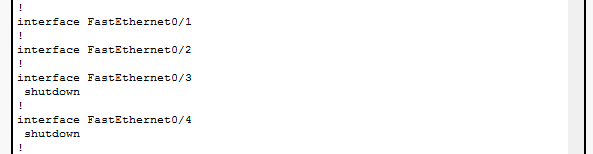 !
interface FastEthernet0/1
!
interface FastEthernet0/2
!
interface FastEthernet0/3
 shutdown
!
interface FastEthernet0/4
 shutdown
!